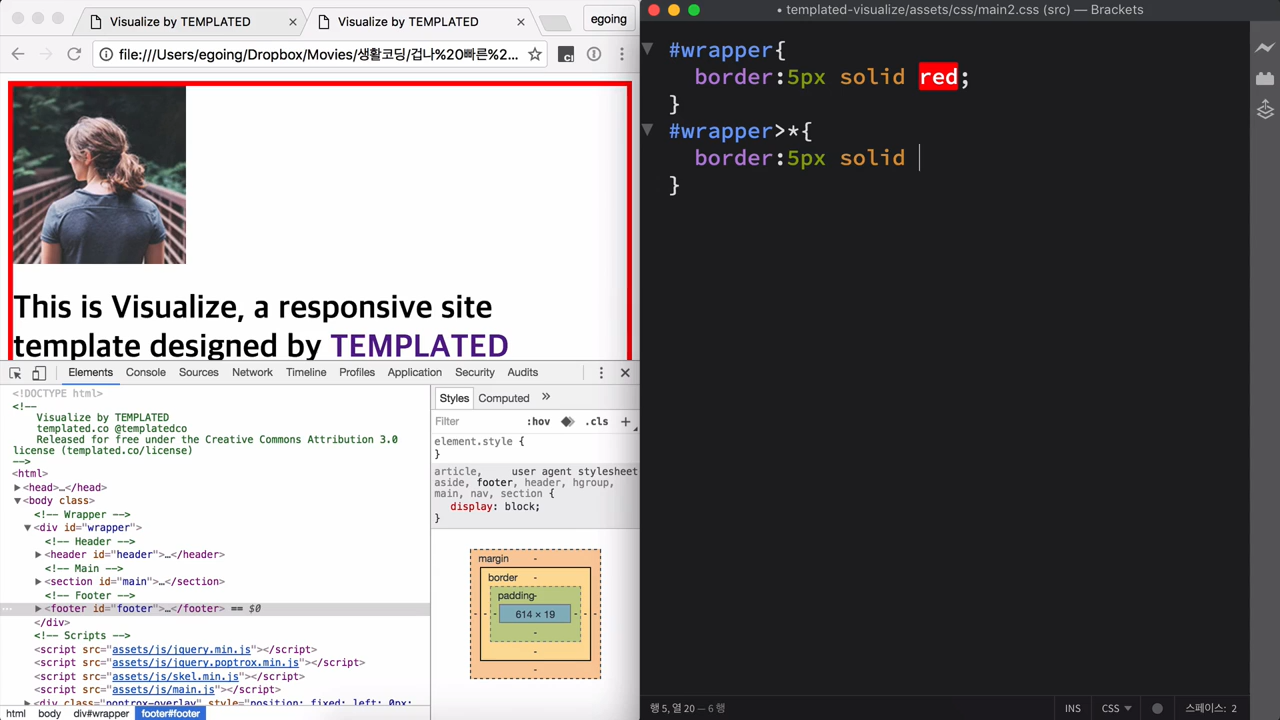 Visualize by TEMPLATED
Visualize by TEMPLATED
egoing
file:///Users/egoing/Dropbox/Movies/생활코딩/겁나%20빠른%2...
This is Visualize, a responsive site
template designed by TEMPLATED
Elements Console Sources Network Timeline Profiles Application Security Audits
<!DOCTYPE html>
<!--
Visualize by TEMPLATED
templated.co @templatedco
Released for free under the Creative Commons Attribution 3.0
license (templated.co/license)
-->
<html>
<head>…</head>
<body class>
<!-- Wrapper -->
<div id="wrapper">
<!-- Header -->
<header id="header">…</header>
<!-- Main -->
<section id="main">…</section>
<!-- Footer -->
<footer id="footer">…</footer> == $0
</div>
<!-- Scripts -->
<script src="assets/js/jquery.min.js"></script>
<script src="assets/js/jquery.poptrox.min.js"></script>
<script src="assets/js/skel.min.js"></script>
<script src="assets/js/main.js"></script>
<div class="poptrox-overlay" style="position: fixed; left: 0px;
html body div#wrapper footer#footer
Styles Computed »
Filter :hov .cls +
element.style {
}
article, user agent stylesheet
aside, footer, header, hgroup,
main, nav, section {
display: block;
}
margin -
border -
padding-
- - - 614 × 19 - - -
-
-
-
• templated-visualize/assets/css/main2.css (src) — Brackets
#wrapper{
border:5px solid red;
}
#wrapper>*{
border:5px solid
}
행 5, 열 20 — 6 행
INS CSS 스페이스: 2